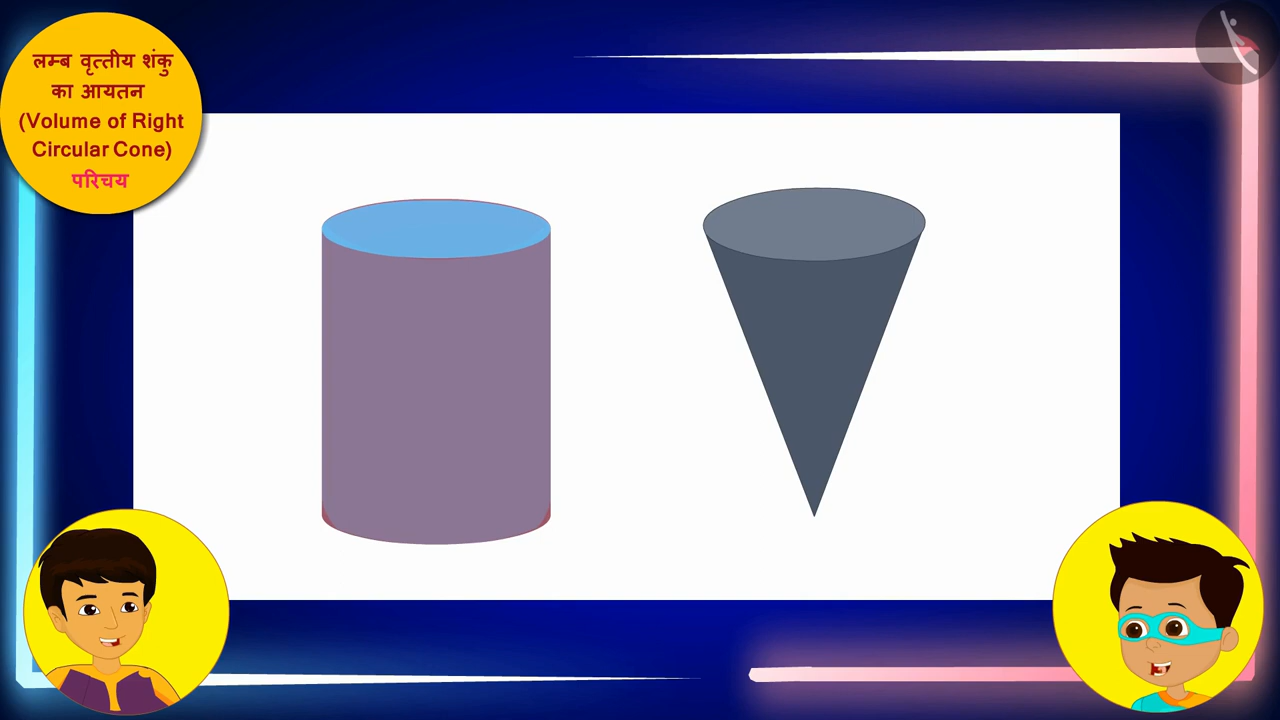 लम्ब वृत्तीय शंकु
का आयतन
(Volume of Right
Circular Cone)
परिचय